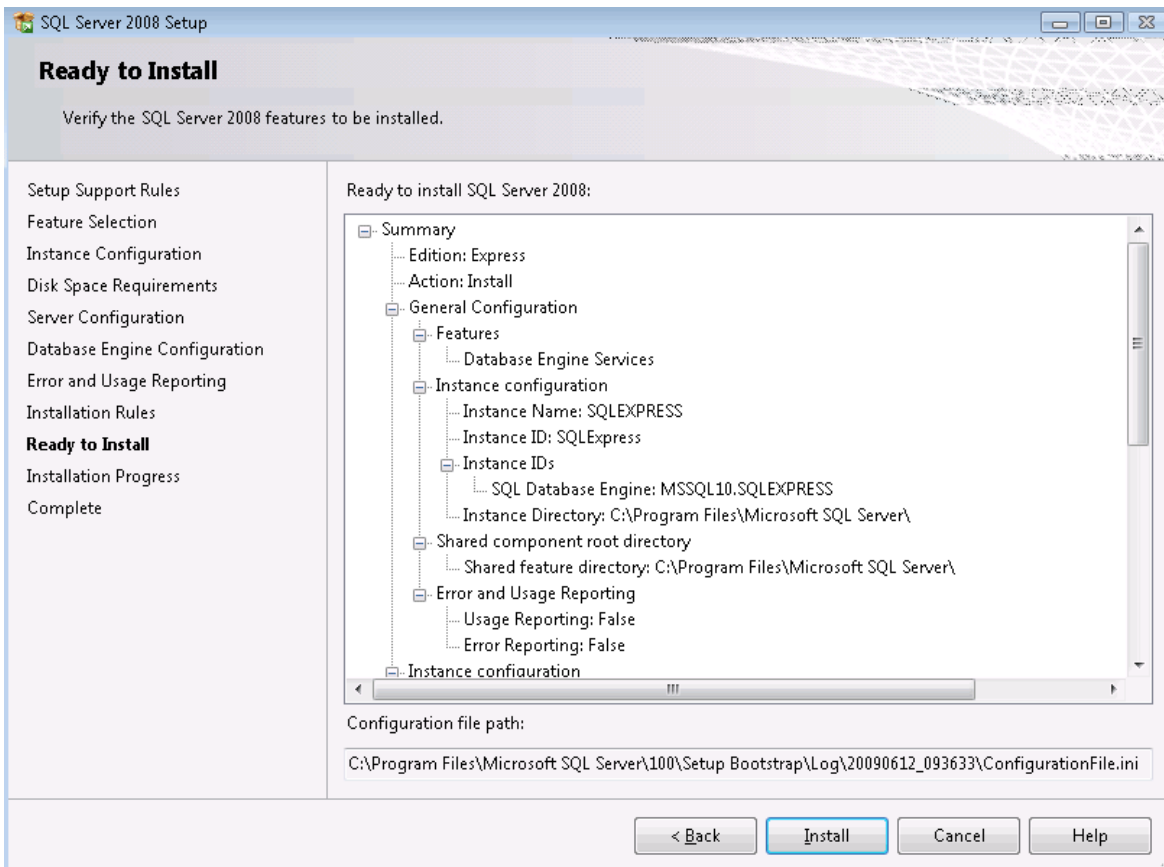 SQL Server 2008 Setup
Ready to Install
Verify the SQL Server 2008 features to be installed.
Setup Support Rules
Feature Selection
Instance Configuration
Disk Space Requirements
Server Configuration
Database Engine Configuration
Error and Usage Reporting
Installation Rules
Ready to Install
Installation Progress
Complete
Ready to install SQL Server 2008:
Summary
Edition: Express
Action: Install
General Configuration
Features
Database Engine Services
Instance configuration
Instance Name: SQLEXPRESS
Instance ID: SQLExpress
Instance IDs
SQL Database Engine: MSSQL10.SQLEXPRESS
Instance Directory: C:\Program Files\Microsoft SQL Server\
Shared component root directory
Shared feature directory: C:\Program Files\Microsoft SQL Server\
Error and Usage Reporting
Usage Reporting: False
Error Reporting: False
Instance configuration
Configuration file path:
C:\Program Files\Microsoft SQL Server\100\Setup Bootstrap\Log\20090612_093633\ConfigurationFile.ini
< Back
Install
Cancel
Help